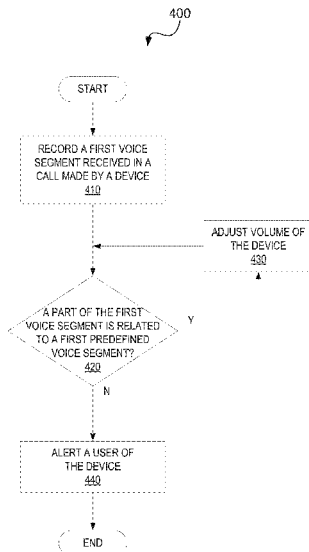 400
START
RECORD A FIRST VOICE
SEGMENT RECEIVED IN A
CALL MADE BY A DEVICE
410
ADJUST VOLUME OF
THE DEVICE
430
A PART OF THE FIRST
VOICE SEGMENT IS RELATED
TO A FIRST PREDEFINED
VOICE SEGMENT?
420
Y
N
ALERT A USER OF
THE DEVICE
440
END